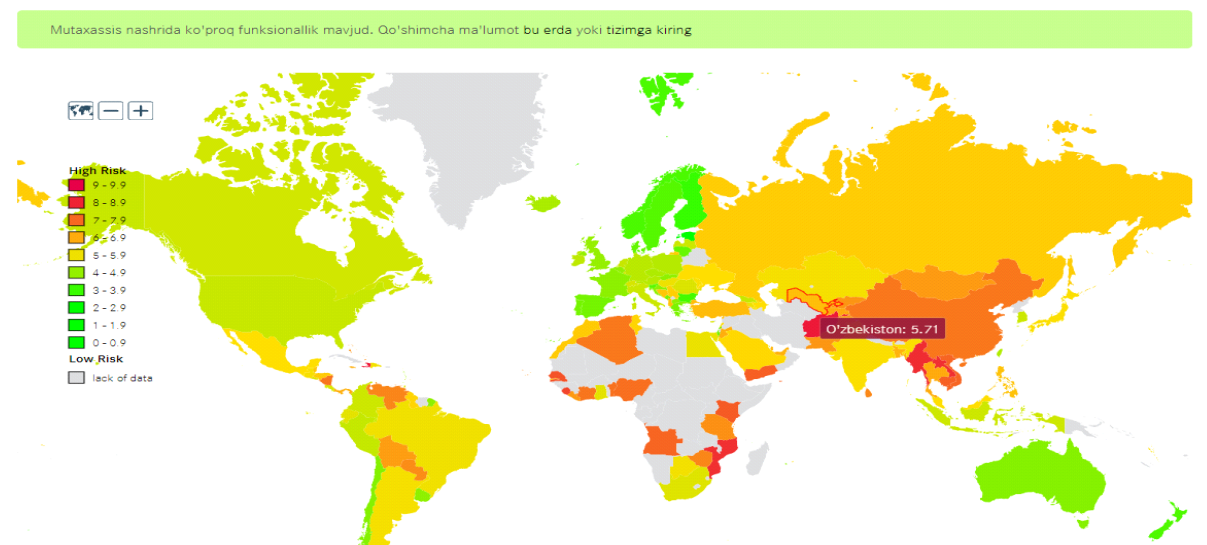 Mutaxassis nashrida ko'proq funksionallik mavjud. Qo'shimcha ma'lumot bu erda yoki tizimga kiring
High Risk
9 - 9.9
8 - 8.9
7 - 7.9
6 - 6.9
5 - 5.9
4 - 4.9
3 - 3.9
2 - 2.9
1 - 1.9
0 - 0.9
Low Risk
lack of data
O'zbekiston: 5.71